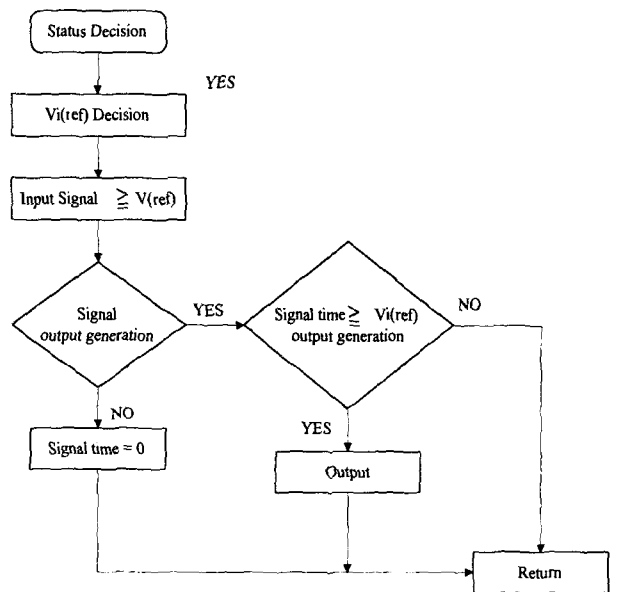 Status Decision
YES
Vi(ref) Decision
Input Signal ≧ V(ref)
Signal
output generation
YES
Signal time ≧ Vi(ref)
output generation
NO
NO
Signal time = 0
YES
Output
Return